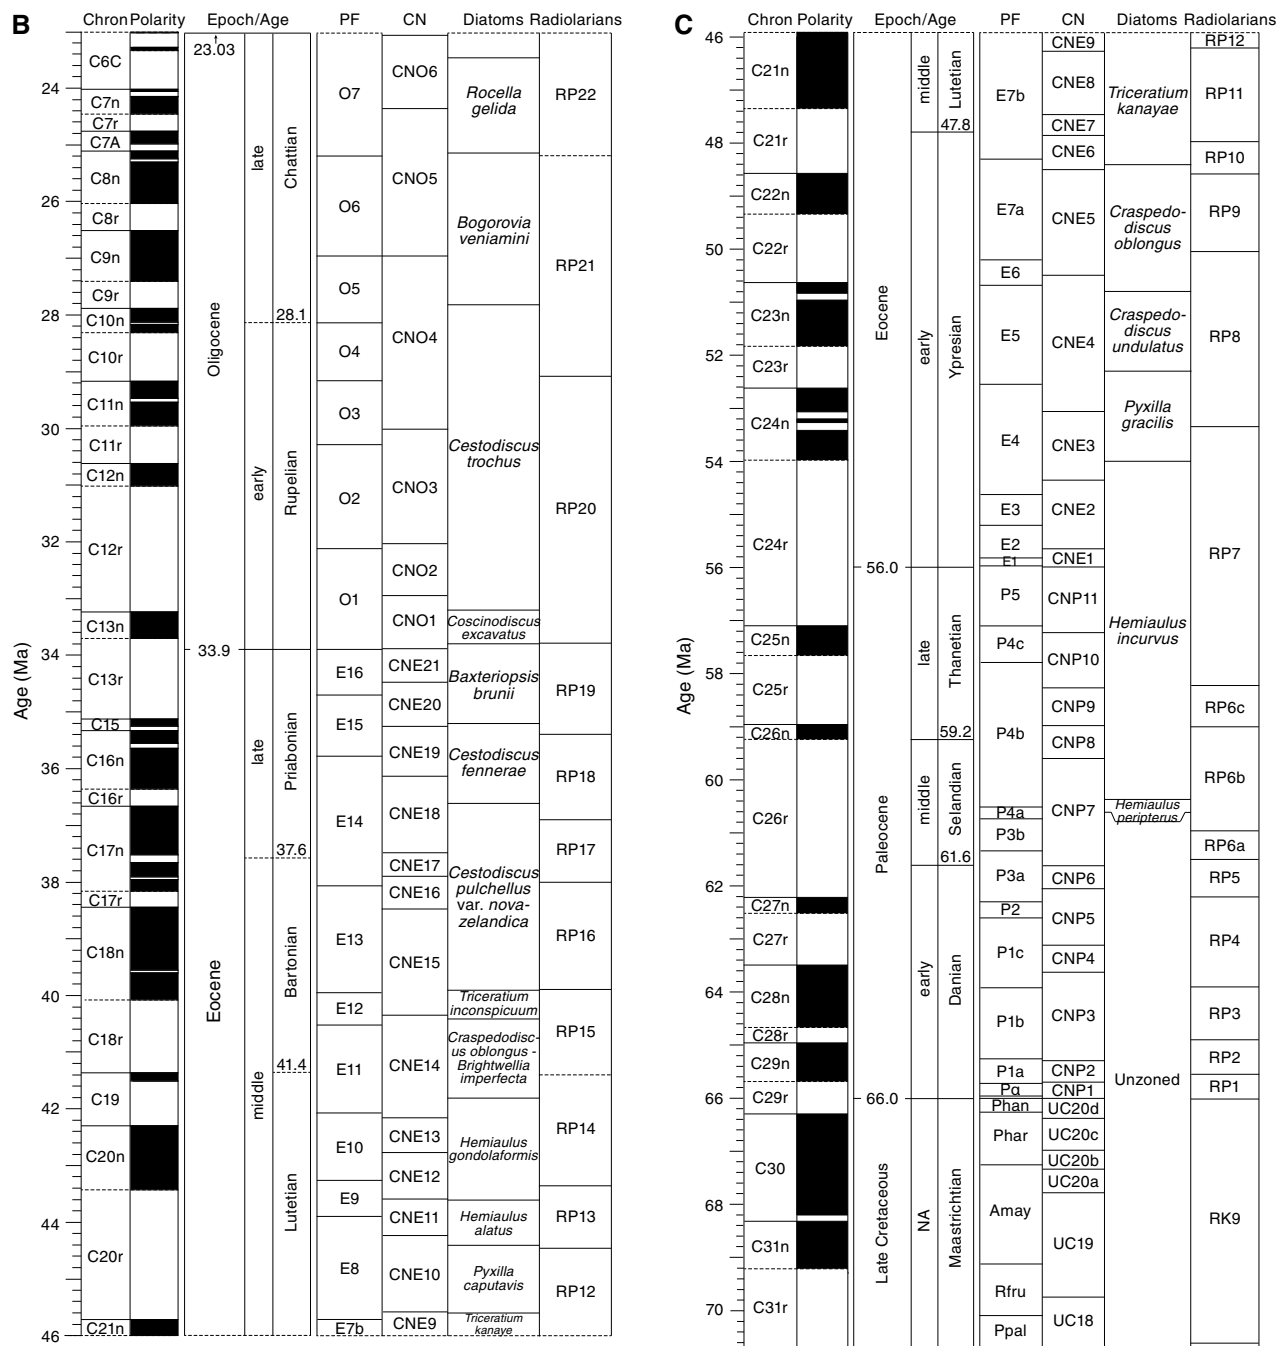 B
Chron Polarity Epoch/Age PF CN Diatoms Radiolarians
Age (Ma)
24
26
28
30
32
34
36
38
40
42
44
46
C6C
C7n
C7r
C7A
C8n
C8r
C9n
C9r
C10n
C10r
C11n
C11r
C12n
C12r
C13n
C13r
C15
C16n
C16r
C17n
C17r
C18n
C18r
C19
C20n
C20r
C21n
23.03
Oligocene
33.9
Eocene
late
early
late
middle
Chattian
28.1
Rupelian
Priabonian
37.6
Bartonian
41.4
Lutetian
O7
O6
O5
O4
O3
O2
O1
E16
E15
E14
E13
E12
E11
E10
E9
E8
E7b
CNO6
CNO5
CNO4
CNO3
CNO2
CNO1
CNE21
CNE20
CNE19
CNE18
CNE17
CNE16
CNE15
CNE14
CNE13
CNE12
CNE11
CNE10
CNE9
Rocella
gelida
Bogorovia
veniamini
Cestodiscus
trochus
Coscinodiscus
excavatus
Baxteriopsis
brunii
Cestodiscus
fennerae
Cestodiscus
pulchellus
var. nova-
zelandica
Triceratium
inconspicuum
Craspedodisc-
us oblongus -
Brightwellia
imperfecta
Hemiaulus
gondolaformis
Hemiaulus
alatus
Pyxilla
caputavis
Triceratium
kanaye
RP22
RP21
RP20
RP19
RP18
RP17
RP16
RP15
RP14
RP13
RP12
C
Chron Polarity Epoch/Age PF CN Diatoms Radiolarians
Age (Ma)
46
48
50
52
54
56
58
60
62
64
66
68
70
C21n
C21r
C22n
C22r
C23n
C23r
C24n
C24r
C25n
C25r
C26n
C26r
C27n
C27r
C28n
C28r
C29n
C29r
C30
C31n
C31r
Eocene
56.0
Paleocene
66.0
Late Cretaceous
middle
early
late
middle
early
NA
Lutetian
47.8
Ypresian
Thanetian
59.2
Selandian
61.6
Danian
Maastrichtian
E7b
E7a
E6
E5
E4
E3
E2
E1
P5
P4c
P4b
P4a
P3b
P3a
P2
P1c
P1b
P1a
Pα
Phan
Phar
Amay
Rfru
Ppal
CNE9
CNE8
CNE7
CNE6
CNE5
CNE4
CNE3
CNE2
CNE1
CNP11
CNP10
CNP9
CNP8
CNP7
CNP6
CNP5
CNP4
CNP3
CNP2
CNP1
UC20d
UC20c
UC20b
UC20a
UC19
UC18
Triceratium
kanayae
Craspedo-
discus
oblongus
Craspedo-
discus
undulatus
Pyxilla
gracilis
Hemiaulus
incurvus
Hemiaulus
peripterus
Unzoned
RP12
RP11
RP10
RP9
RP8
RP7
RP6c
RP6b
RP6a
RP5
RP4
RP3
RP2
RP1
RK9